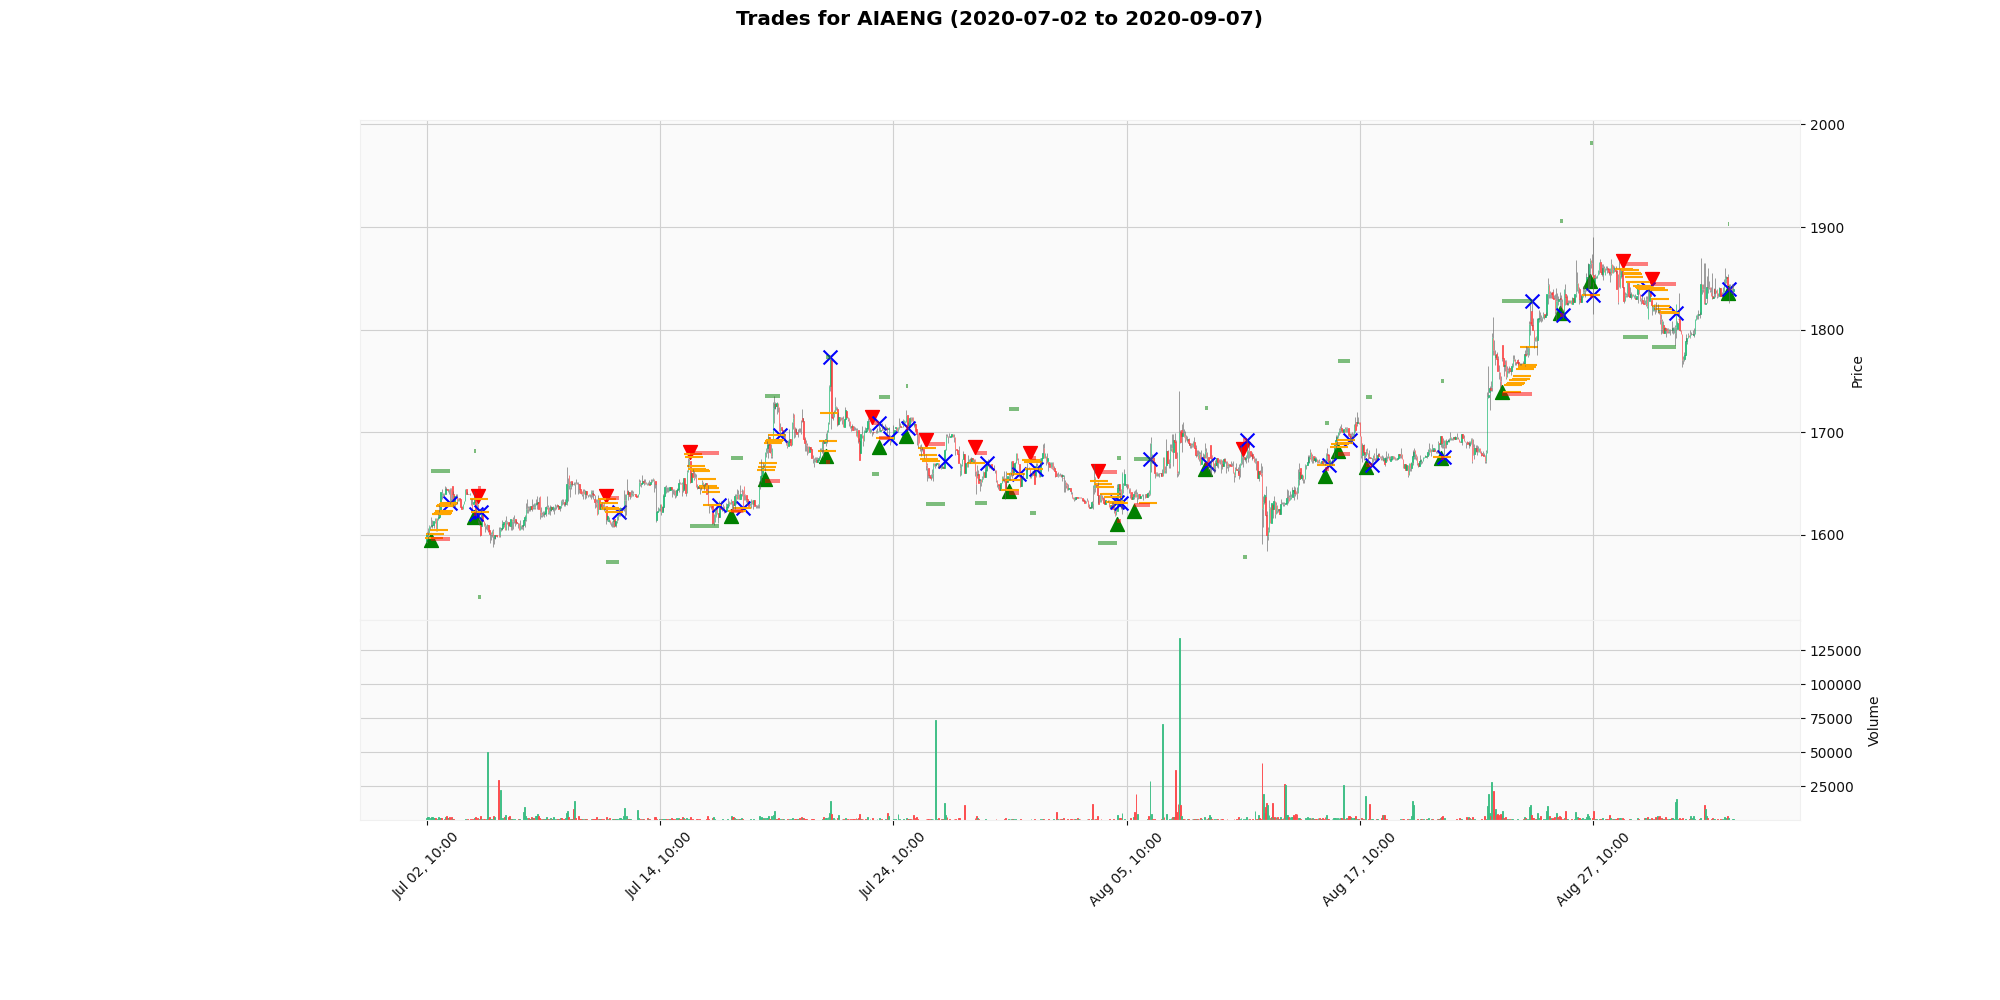 Trades for AIAENG (2020-07-02 to 2020-09-07)
2000
1900
1800
1700
1600
Price
125000
100000
75000
50000
25000
Volume
Jul 02, 10:00
Jul 14, 10:00
Jul 24, 10:00
Aug 05, 10:00
Aug 17, 10:00
Aug 27, 10:00